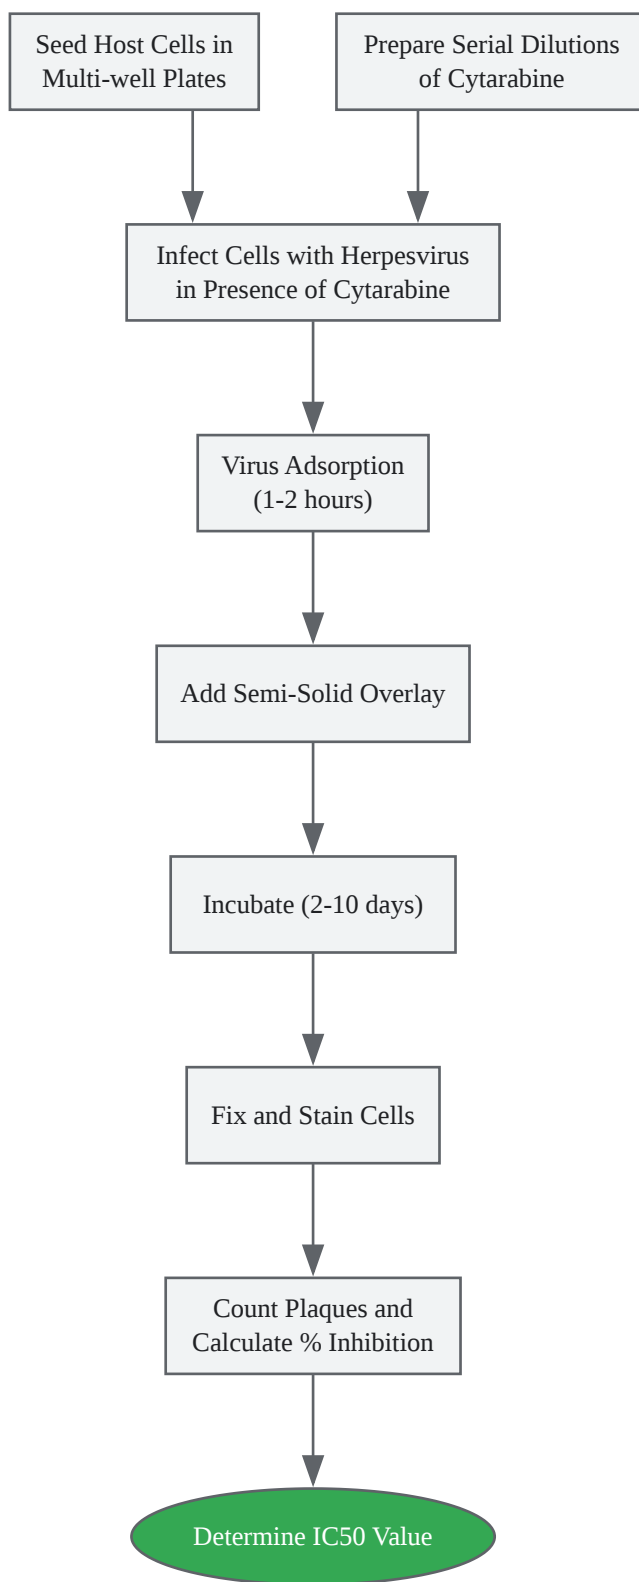 Seed Host Cells in
Multi-well Plates
Prepare Serial Dilutions
of Cytarabine
Infect Cells with Herpesvirus
in Presence of Cytarabine
Virus Adsorption
(1-2 hours)
Add Semi-Solid Overlay
Incubate (2-10 days)
Fix and Stain Cells
Count Plaques and
Calculate % Inhibition
Determine IC50 Value